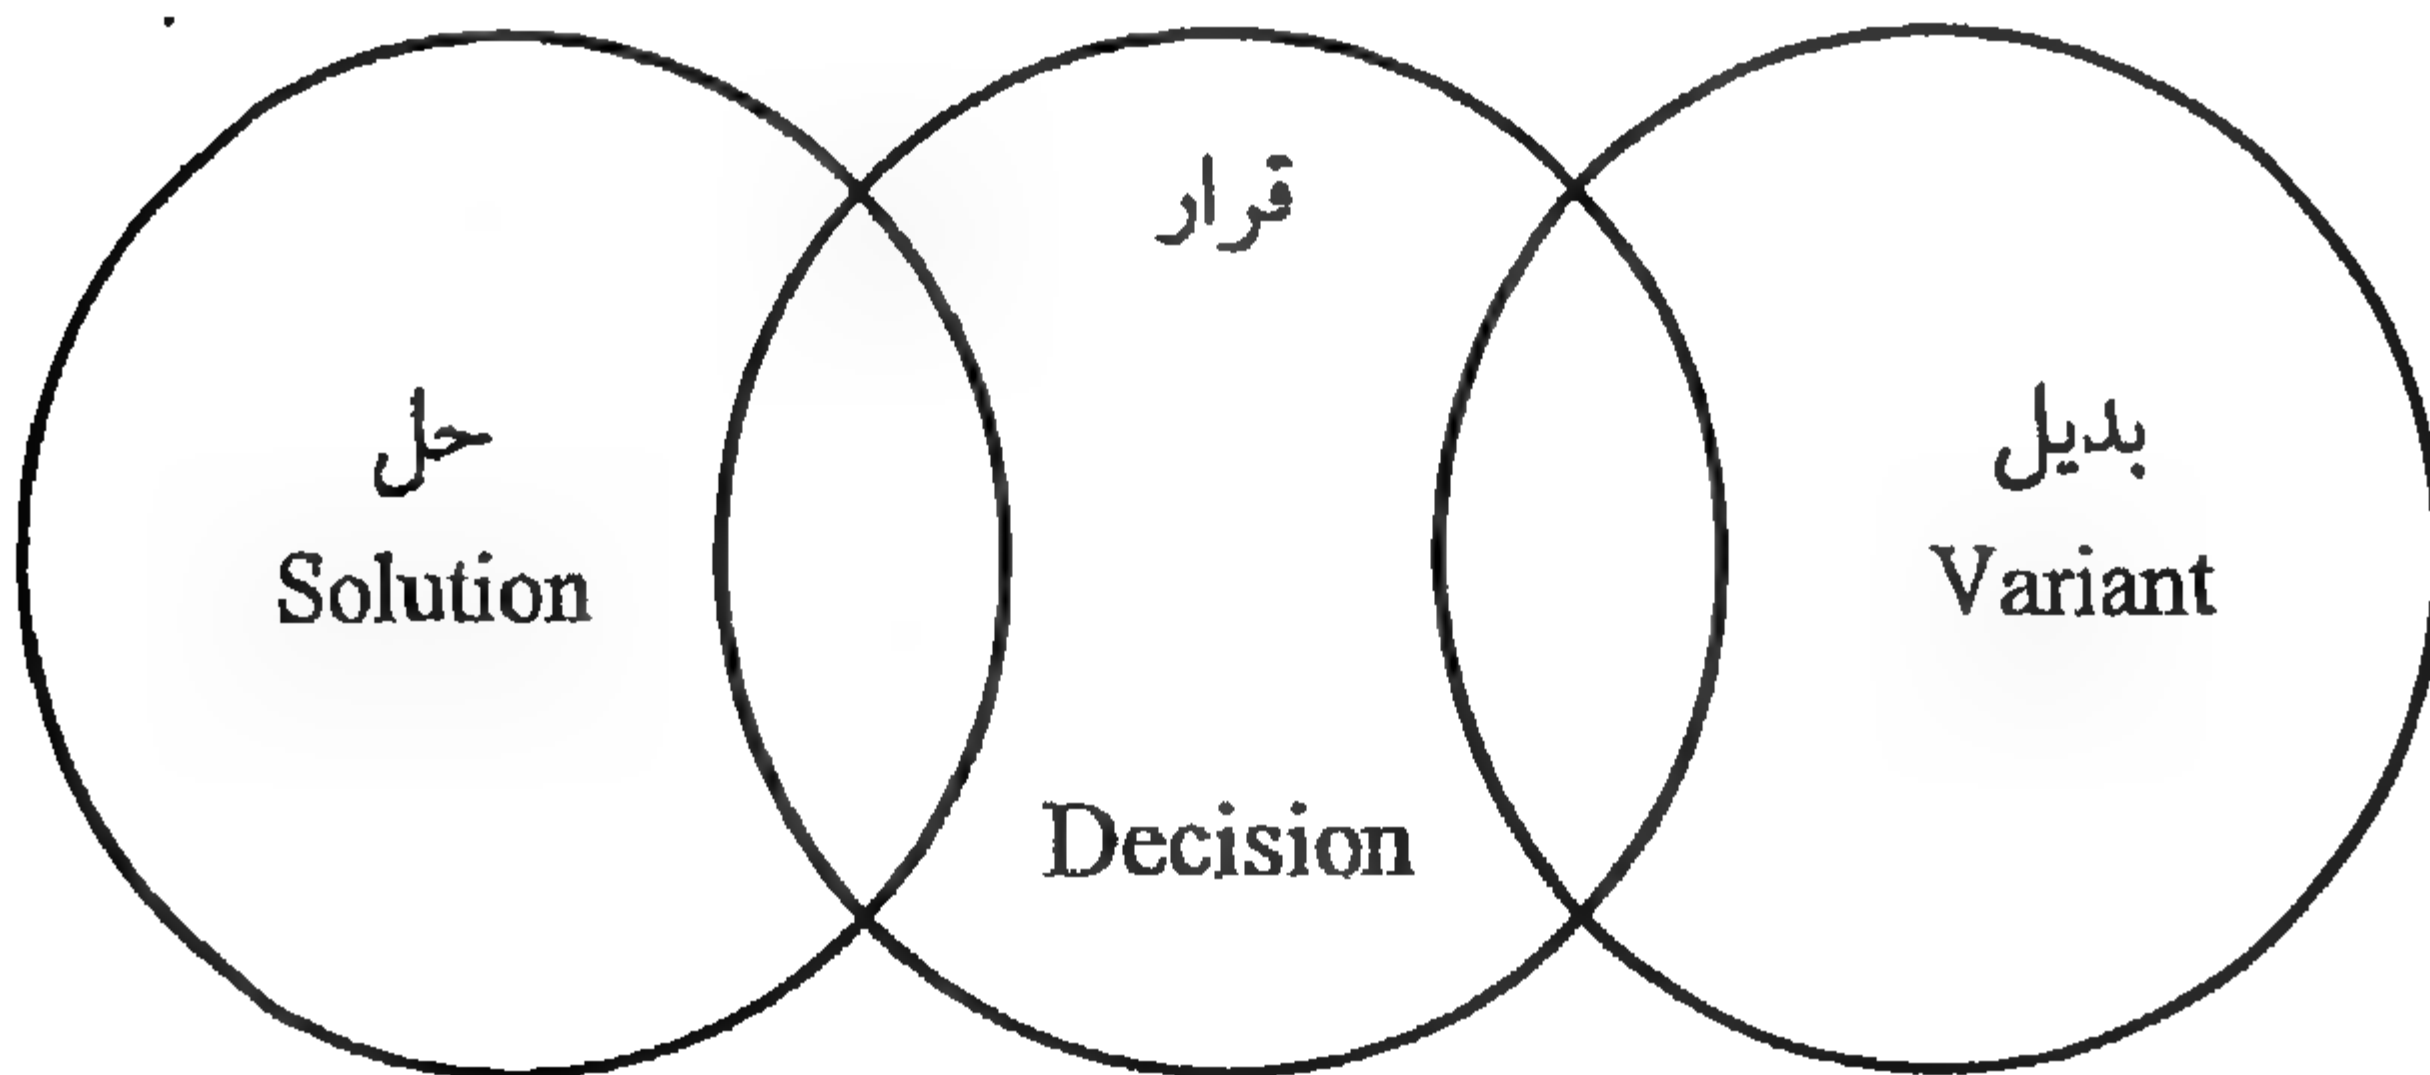 قرار
حل
بديل
Solution
Variant
Decision